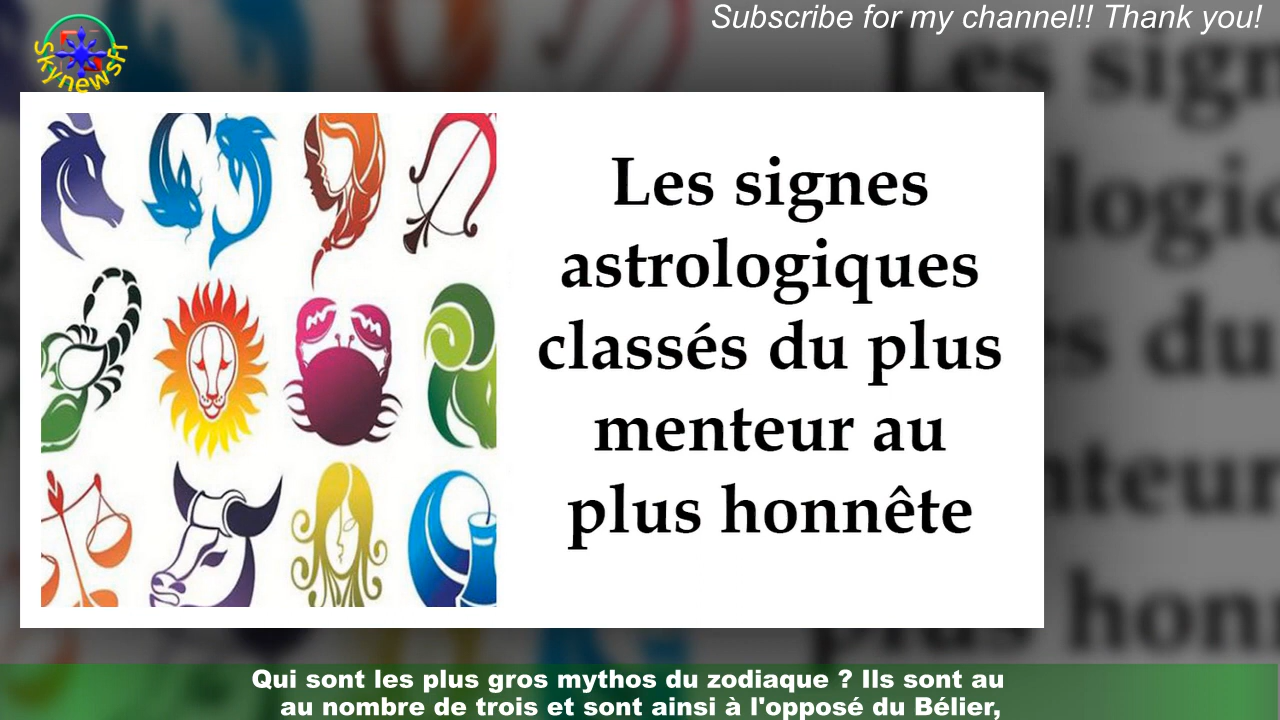 Subscribe for my channel!! Thank you!
SkynewsFr
Les signes
astrologiques
classés du plus
menteur au
plus honnête
Qui sont les plus gros mythos du zodiaque ? Ils sont au
au nombre de trois et sont ainsi à l'opposé du Bélier,